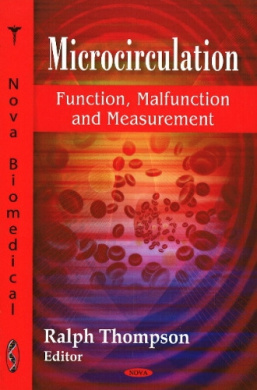 Microcirculation
Function, Malfunction
and Measurement
Nova Biomedical
Ralph Thompson
Editor
NOVA